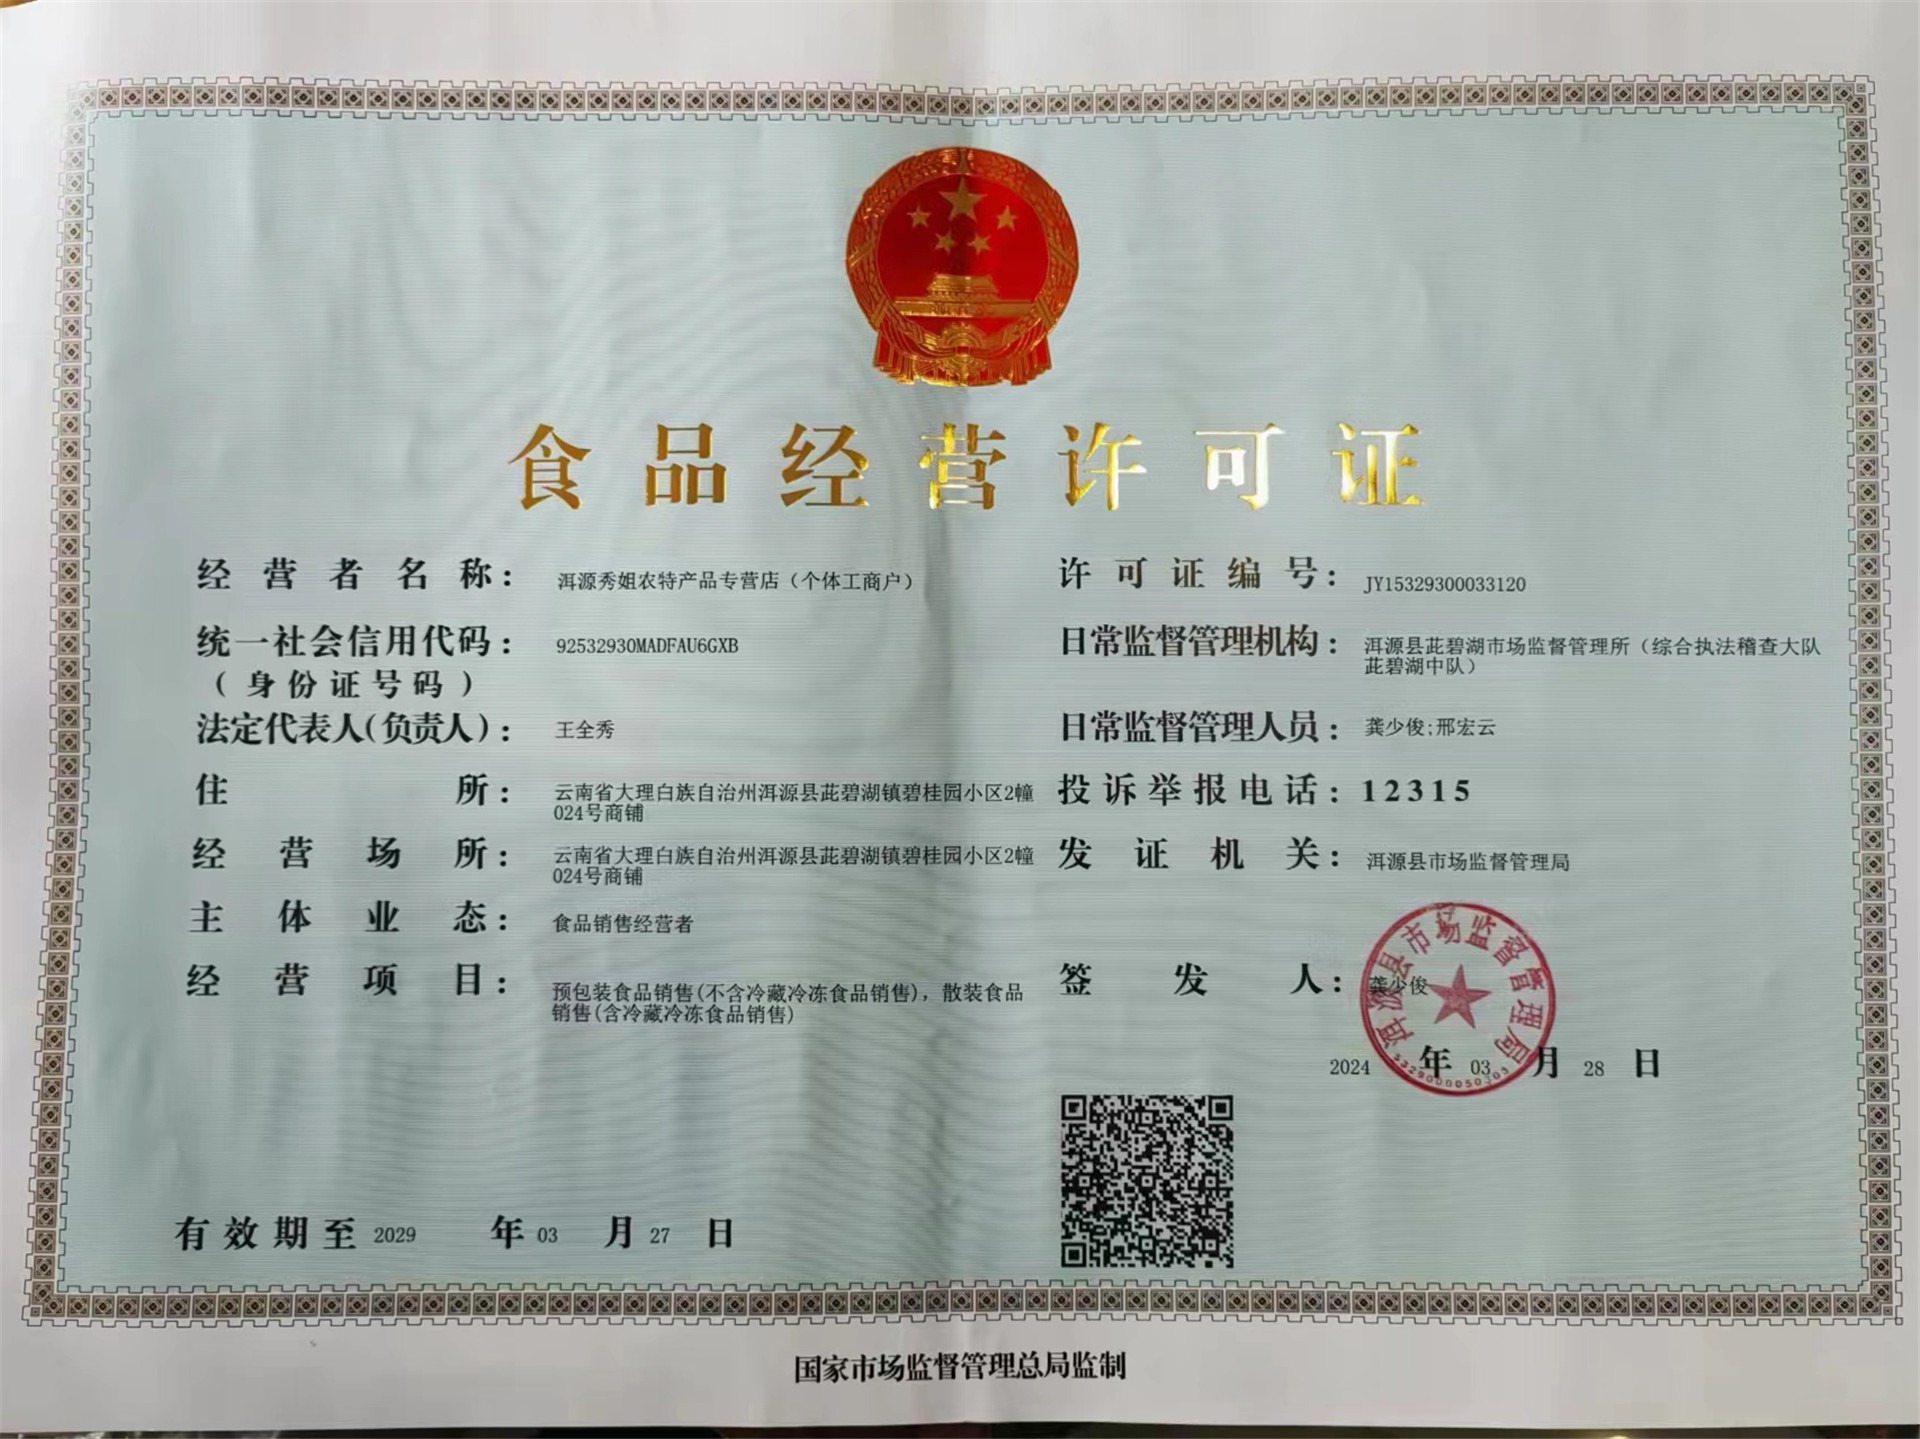 食品经营许可证
经营者名称： 洱源秀姐农特产品专营店（个体工商户）
统一社会信用代码： 92532930MADFAU6GXB
（身份证号码）
法定代表人(负责人)： 王全秀
住所： 云南省大理白族自治州洱源县茈碧湖镇碧桂园小区2幢
024号商铺
经营场所： 云南省大理白族自治州洱源县茈碧湖镇碧桂园小区2幢
024号商铺
主体业态： 食品销售经营者
经营项目： 预包装食品销售(不含冷藏冷冻食品销售)，散装食品
销售(含冷藏冷冻食品销售)
有效期至 2029 年 03 月 27 日
许可证编号： JY15329300033120
日常监督管理机构： 洱源县茈碧湖市场监督管理所（综合执法稽查大队
茈碧湖中队）
日常监督管理人员： 龚少俊;邢宏云
投诉举报电话：12315
发证机关： 洱源县市场监督管理局
签发人： 龚少俊
洱源县市场监督管理局
2024 年 03 月 28 日
国家市场监督管理总局监制